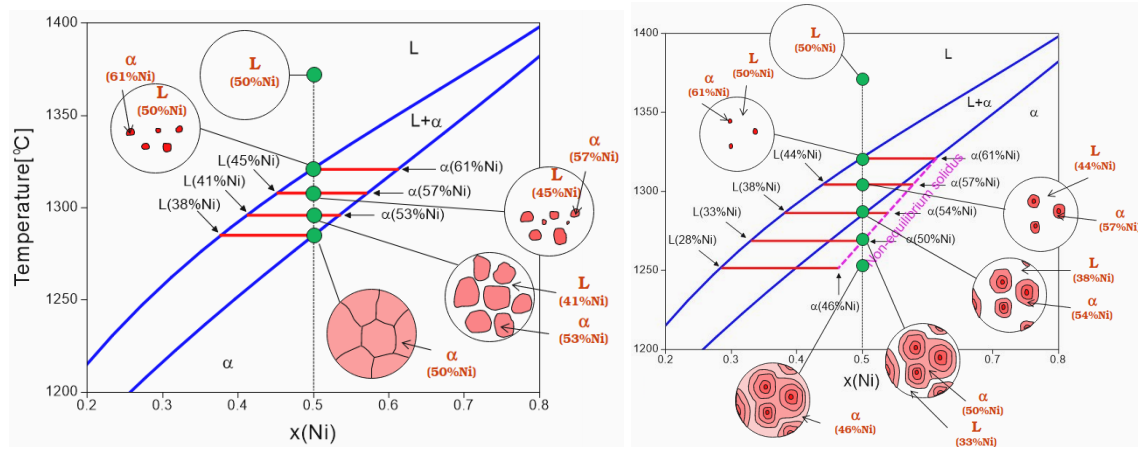 1400
1350
1300
1250
1200
Temperature[℃]
0.2
0.3
0.4
0.5
0.6
0.7
0.8
x(Ni)
L
L+α
α
L
(50%Ni)
α
(61%Ni)
L
(50%Ni)
L(45%Ni)
L(41%Ni)
L(38%Ni)
α(61%Ni)
α(57%Ni)
α(53%Ni)
α
(57%Ni)
L
(45%Ni)
L
(41%Ni)
α
(53%Ni)
α
(50%Ni)
1400
1350
1300
1250
1200
0.2
0.3
0.4
0.5
0.6
0.7
0.8
x(Ni)
L
L+α
α
L
(50%Ni)
α
(61%Ni)
L
(50%Ni)
L(44%Ni)
L(38%Ni)
L(33%Ni)
L(28%Ni)
α(61%Ni)
α(57%Ni)
α(54%Ni)
α(50%Ni)
α(46%Ni)
Non-equilibrium solidus
L
(44%Ni)
α
(57%Ni)
L
(38%Ni)
α
(54%Ni)
α
(50%Ni)
L
(33%Ni)
α
(46%Ni)